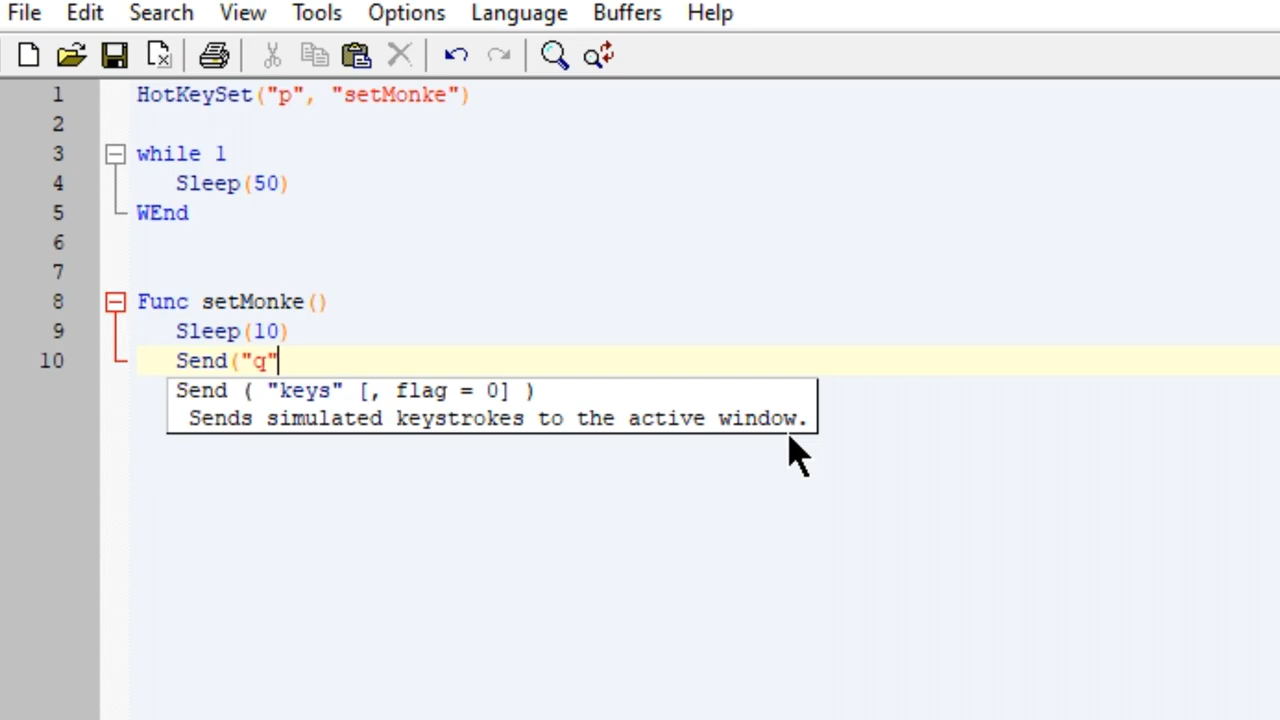 File Edit Search View Tools Options Language Buffers Help
1 HotKeySet("p", "setMonke")
2
3 while 1
4 Sleep(50)
5 WEnd
6
7
8 Func setMonke()
9 Sleep(10)
10 Send("q"
Send ( "keys" [, flag = 0] )
Sends simulated keystrokes to the active window.